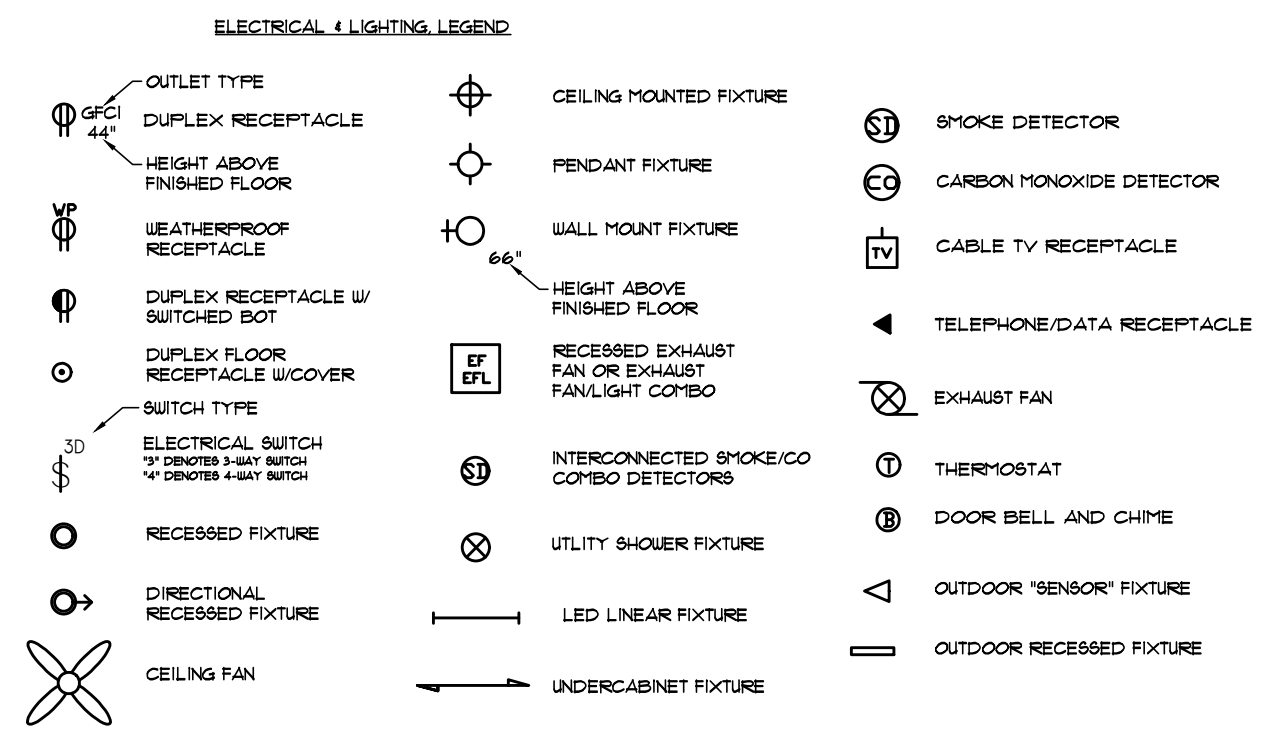 ELECTRICAL & LIGHTING, LEGEND
OUTLET TYPE
GFCI
44"
DUPLEX RECEPTACLE
HEIGHT ABOVE
FINISHED FLOOR
WP
WEATHERPROOF
RECEPTACLE
DUPLEX RECEPTACLE W/
SWITCHED BOT
DUPLEX FLOOR
RECEPTACLE W/COVER
SWITCH TYPE
3D
$
ELECTRICAL SWITCH
"3" DENOTES 3-WAY SWITCH
"4" DENOTES 4-WAY SWITCH
RECESSED FIXTURE
DIRECTIONAL
RECESSED FIXTURE
CEILING FAN
CEILING MOUNTED FIXTURE
PENDANT FIXTURE
WALL MOUNT FIXTURE
66"
HEIGHT ABOVE
FINISHED FLOOR
EF
EFL
RECESSED EXHAUST
FAN OR EXHAUST
FAN/LIGHT COMBO
SD
INTERCONNECTED SMOKE/CO
COMBO DETECTORS
UTLITY SHOWER FIXTURE
LED LINEAR FIXTURE
UNDERCABINET FIXTURE
SD
SMOKE DETECTOR
CO
CARBON MONOXIDE DETECTOR
TV
CABLE TV RECEPTACLE
TELEPHONE/DATA RECEPTACLE
EXHAUST FAN
T
THERMOSTAT
B
DOOR BELL AND CHIME
OUTDOOR "SENSOR" FIXTURE
OUTDOOR RECESSED FIXTURE